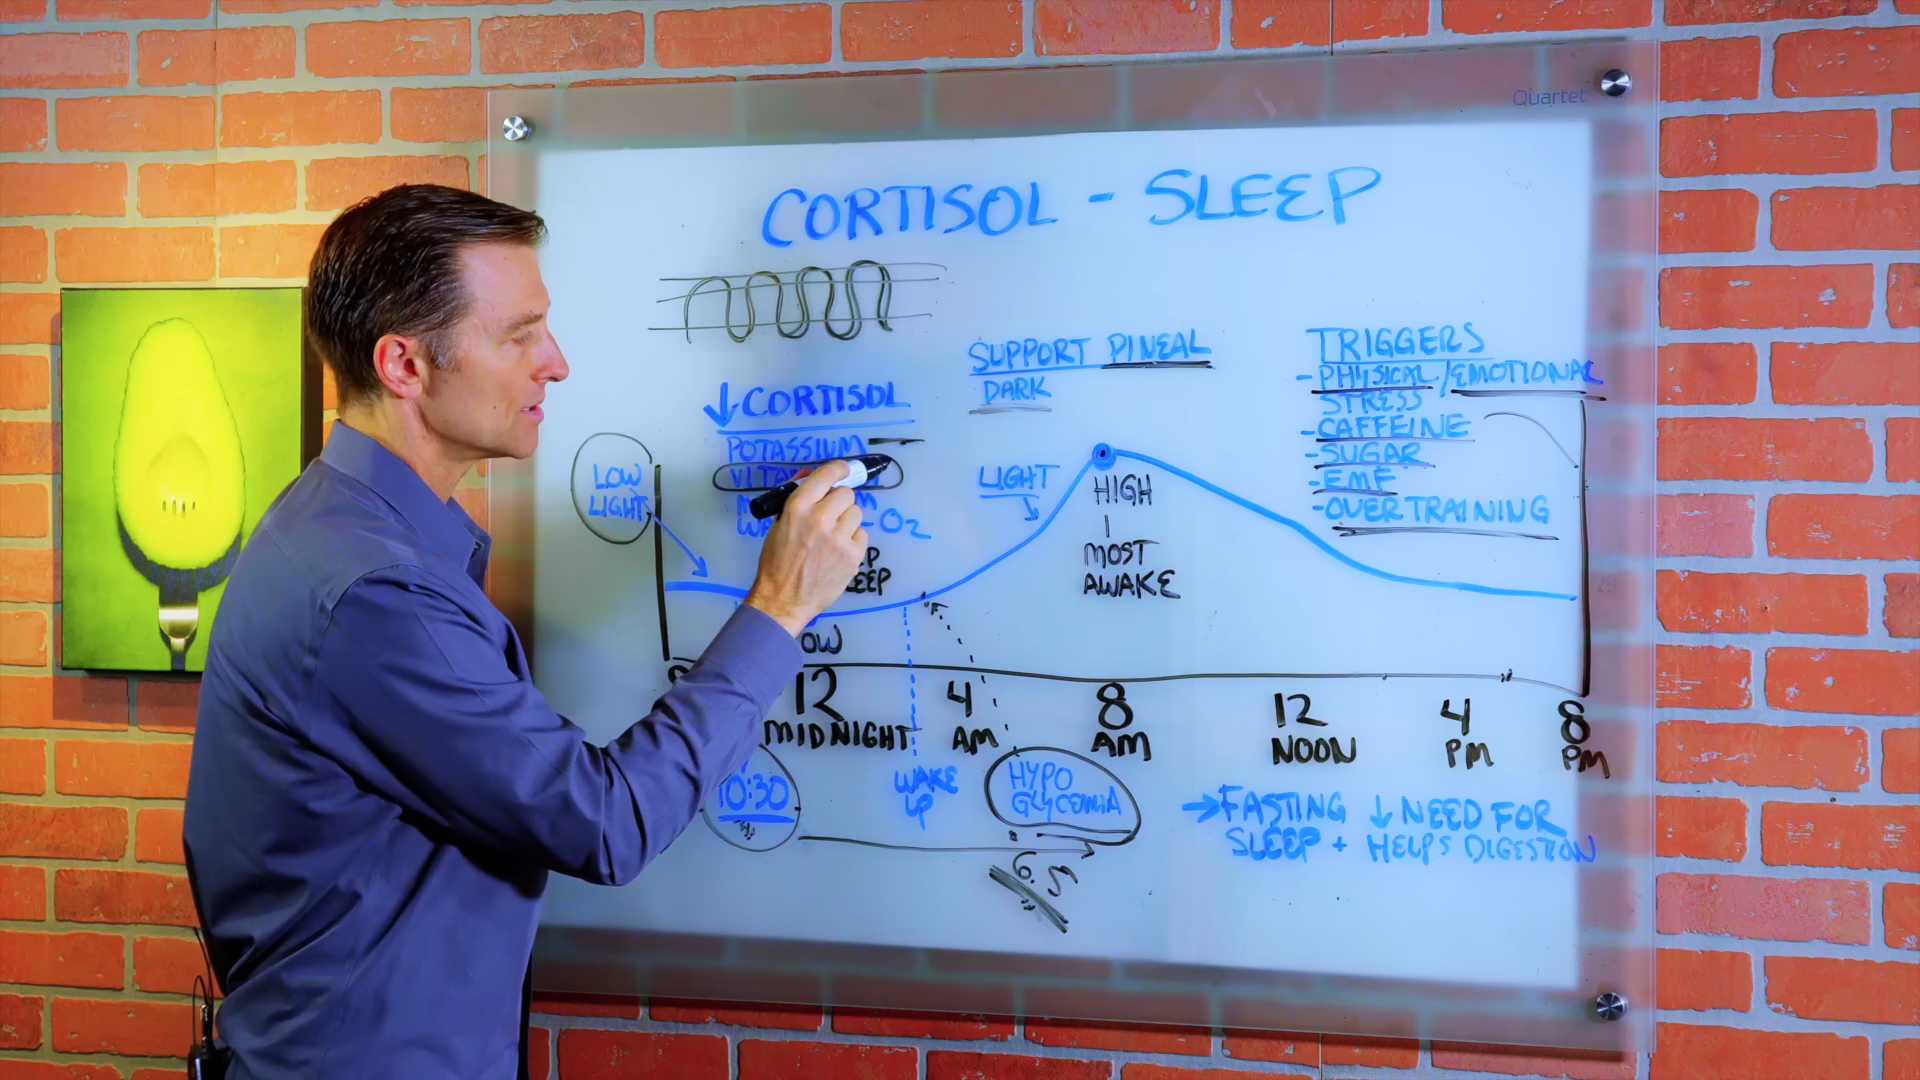 Quartet
CORTISOL - SLEEP
SUPPORT PINEAL
DARK
↓CORTISOL
POTASSIUM
-O2
LOW
LIGHT
LIGHT
HIGH
MOST
AWAKE
TRIGGERS
-PHYSICAL/EMOTIONAL
STRESS
-CAFFEINE
-SUGAR
-EMF
-OVERTRAINING
12
MIDNIGHT
4
AM
8
AM
12
NOON
4
PM
8
PM
10:30
WAKE
UP
HYPO
GLYCEMIA
6.5
→FASTING ↓ NEED FOR
SLEEP + HELPS DIGESTION